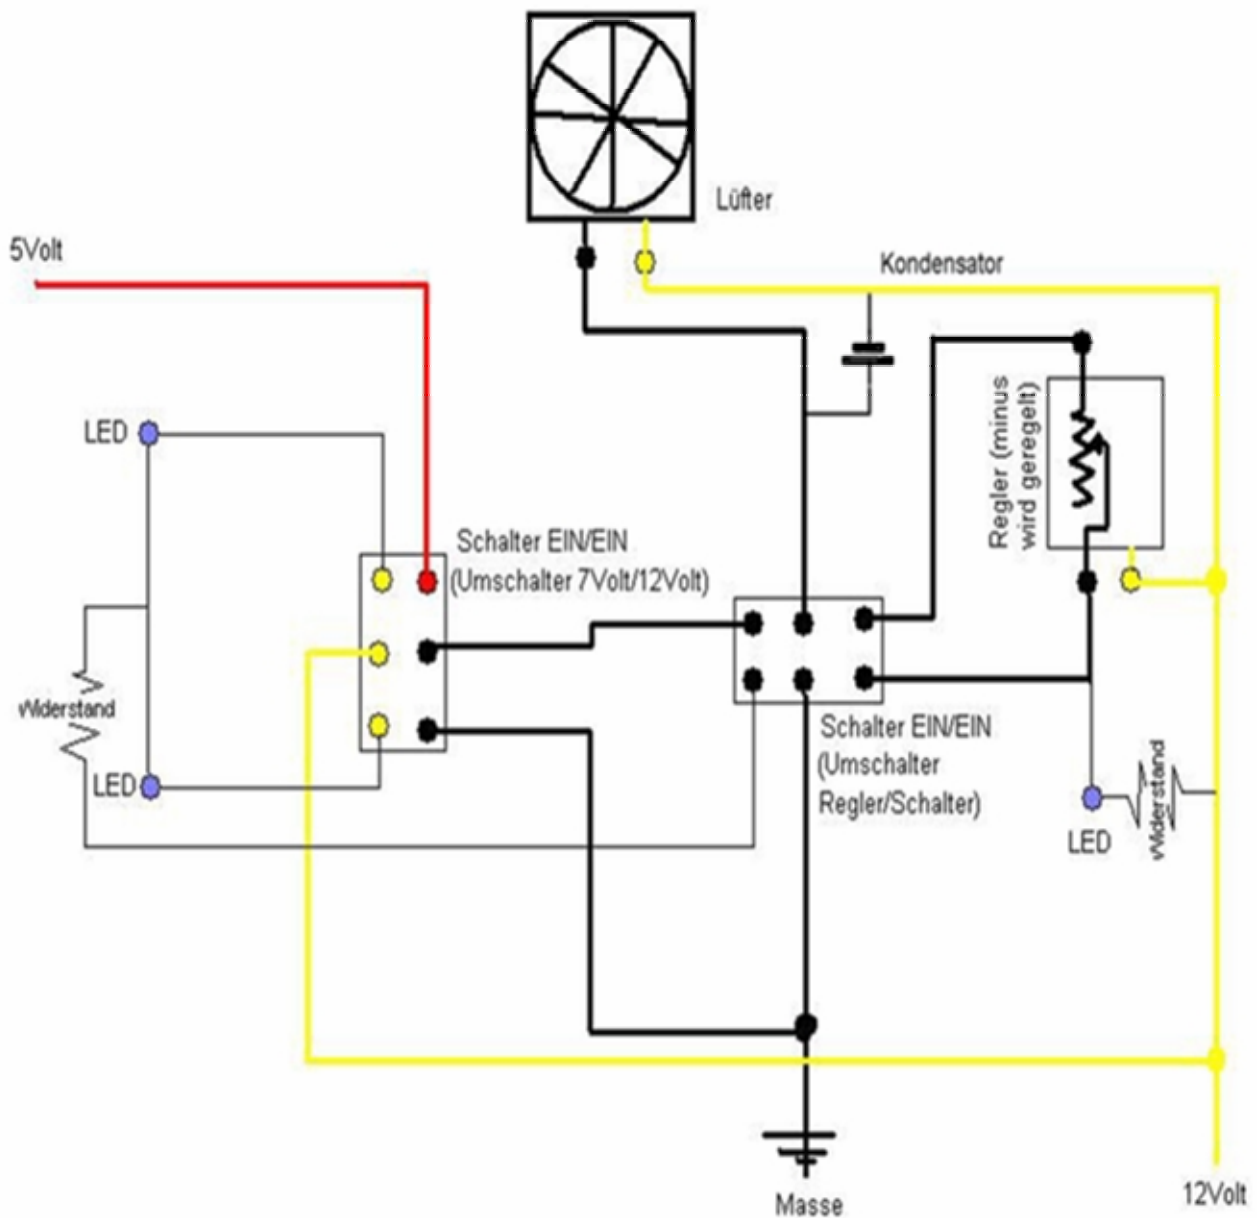 Lüfter
5Volt
Kondensator
Regler (minus
wird geregelt)
LED
Schalter EIN/EIN
(Umschalter 7Volt/12Volt)
Widerstand
LED
Schalter EIN/EIN
(Umschalter
Regler/Schalter)
Widerstand
LED
12Volt
Masse